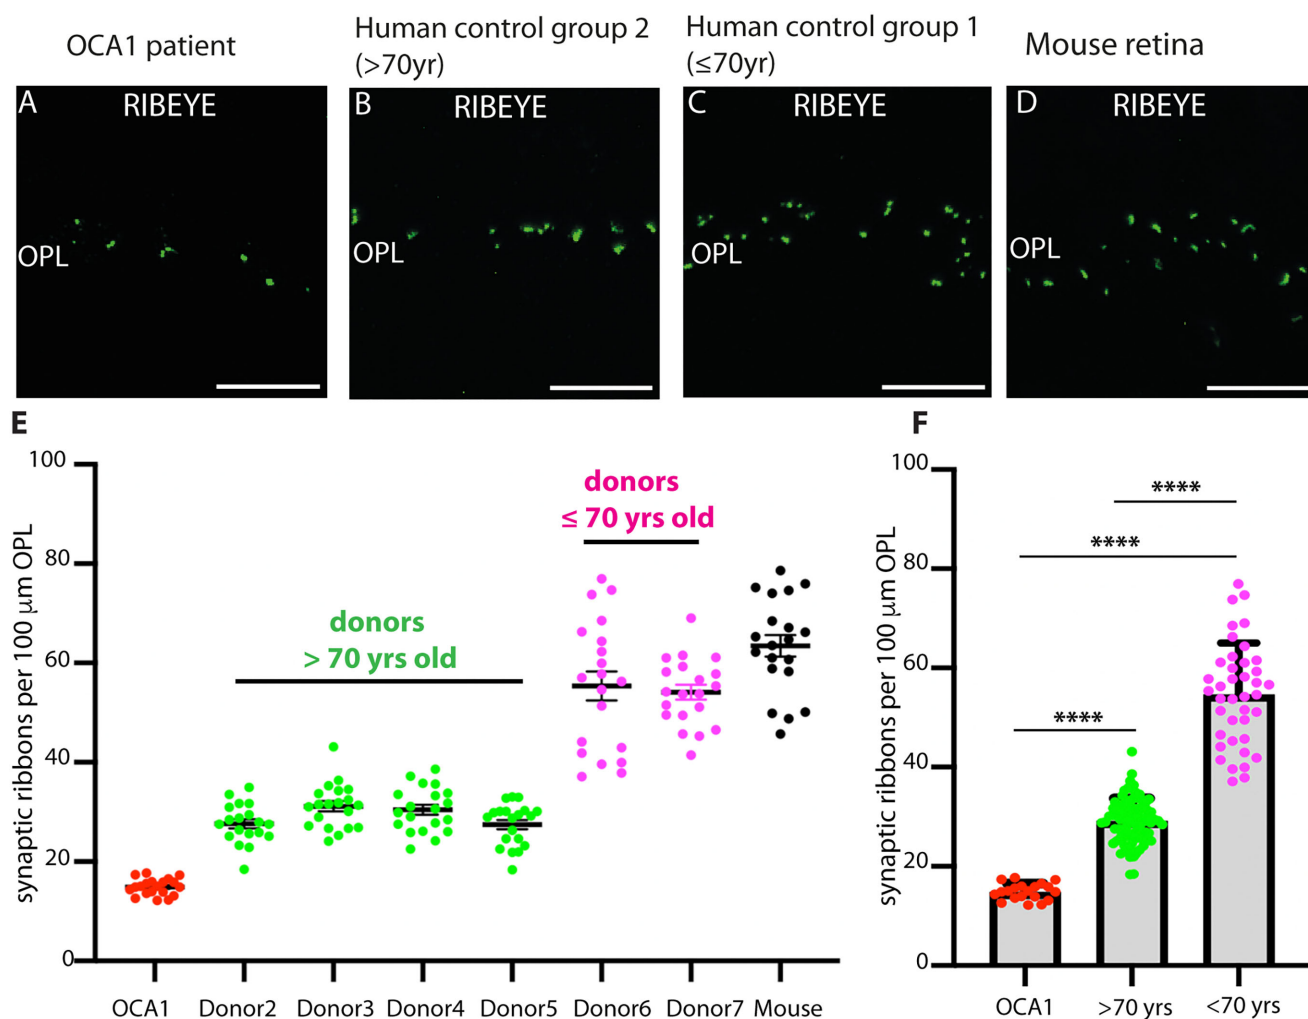 OCA1 patient
Human control group 2
(>70yr)
Human control group 1
(≤70yr)
Mouse retina
A
RIBEYE
OPL
B
RIBEYE
OPL
C
RIBEYE
OPL
D
RIBEYE
OPL
E
synaptic ribbons per 100 μm OPL
100
80
60
40
20
0
donors
> 70 yrs old
donors
≤ 70 yrs old
OCA1 Donor2 Donor3 Donor4 Donor5 Donor6 Donor7 Mouse
F
synaptic ribbons per 100 μm OPL
100
80
60
40
20
0
****
****
****
OCA1 >70 yrs <70 yrs